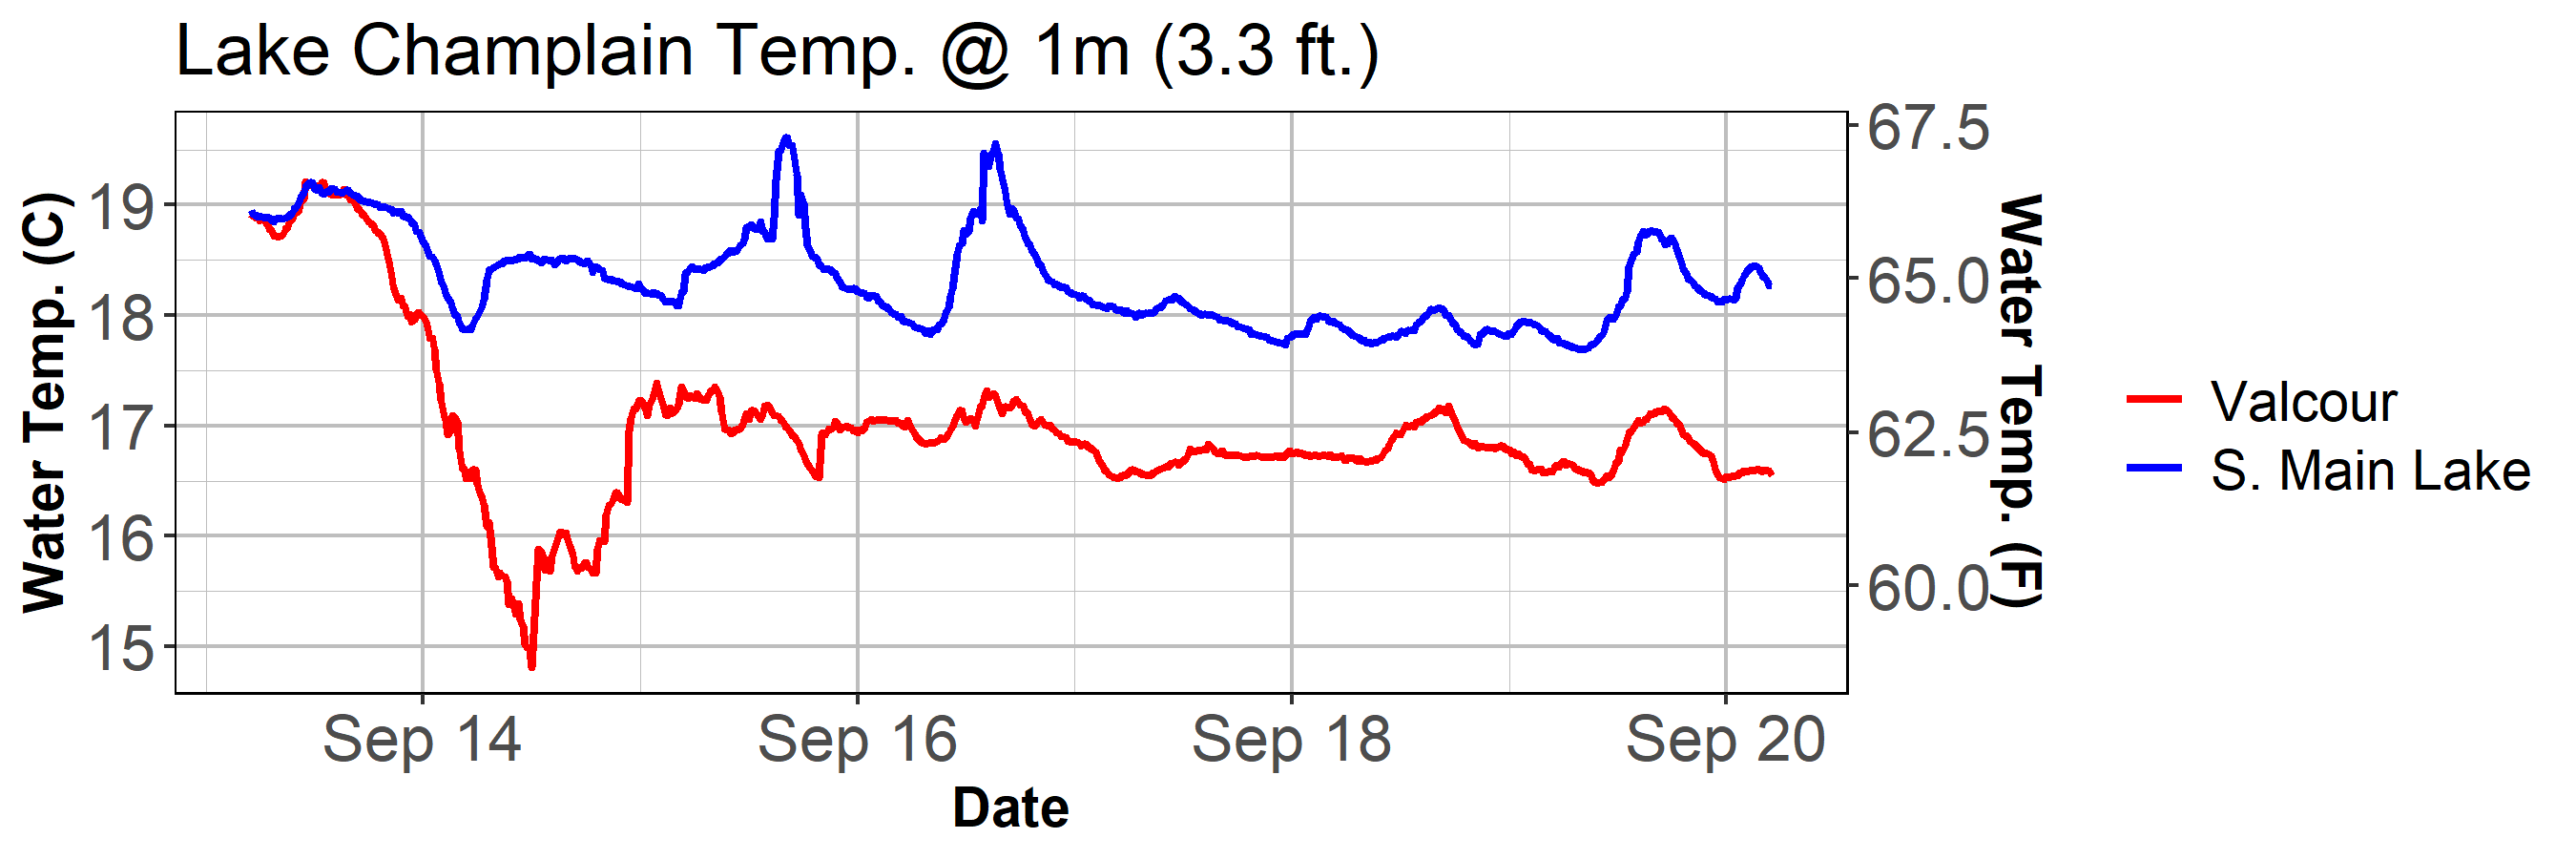 Lake Champlain Temp. @ 1m (3.3 ft.)
Water Temp. (C)
19
18
17
16
15
67.5
65.0
62.5
60.0
Water Temp. (F)
Sep 14
Sep 16
Sep 18
Sep 20
Date
Valcour
S. Main Lake